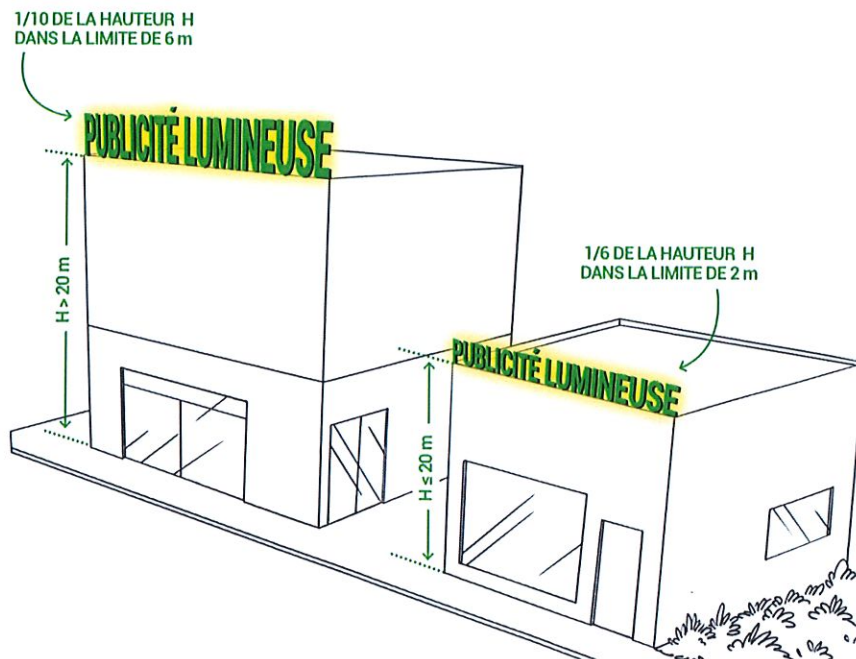 1/10 DE LA HAUTEUR H
DANS LA LIMITE DE 6 m
PUBLICITÉ LUMINEUSE
H > 20 m
1/6 DE LA HAUTEUR H
DANS LA LIMITE DE 2 m
PUBLICITÉ LUMINEUSE
H ≤ 20 m